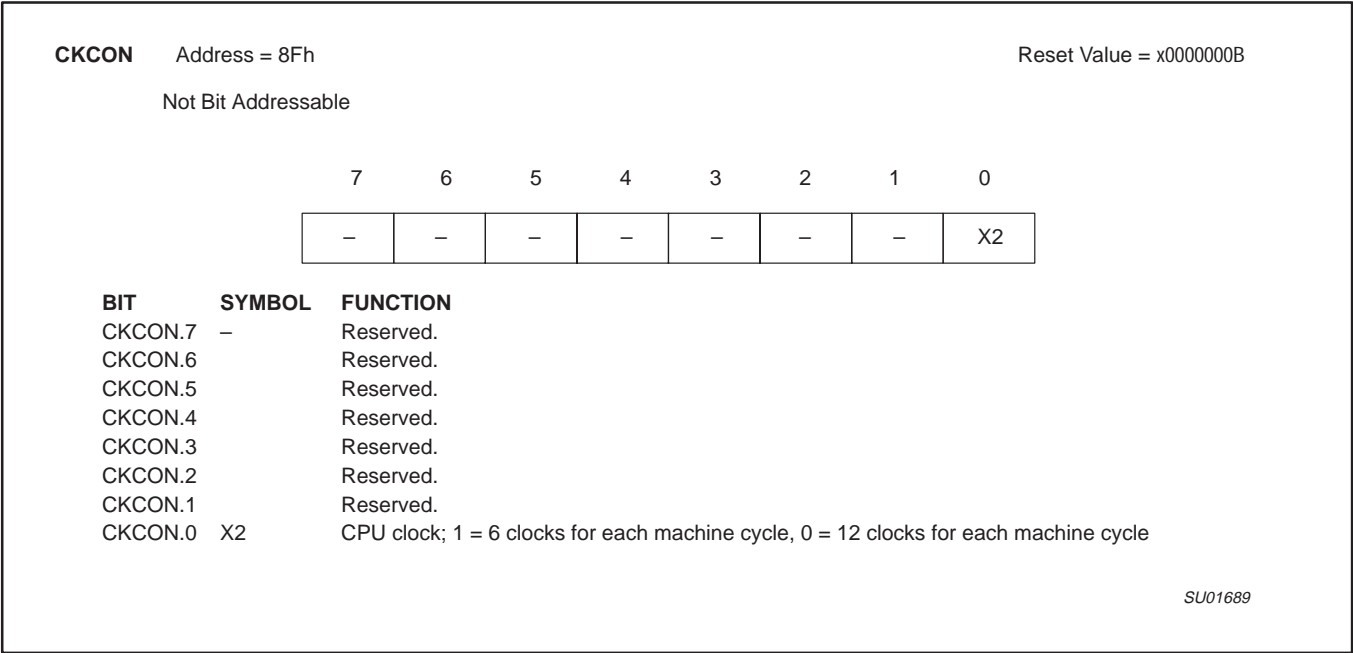 CKCON Address = 8Fh Reset Value = x0000000B
Not Bit Addressable
7 6 5 4 3 2 1 0
– – – – – – – X2
BIT SYMBOL FUNCTION
CKCON.7 – Reserved.
CKCON.6 Reserved.
CKCON.5 Reserved.
CKCON.4 Reserved.
CKCON.3 Reserved.
CKCON.2 Reserved.
CKCON.1 Reserved.
CKCON.0 X2 CPU clock; 1 = 6 clocks for each machine cycle, 0 = 12 clocks for each machine cycle
SU01689